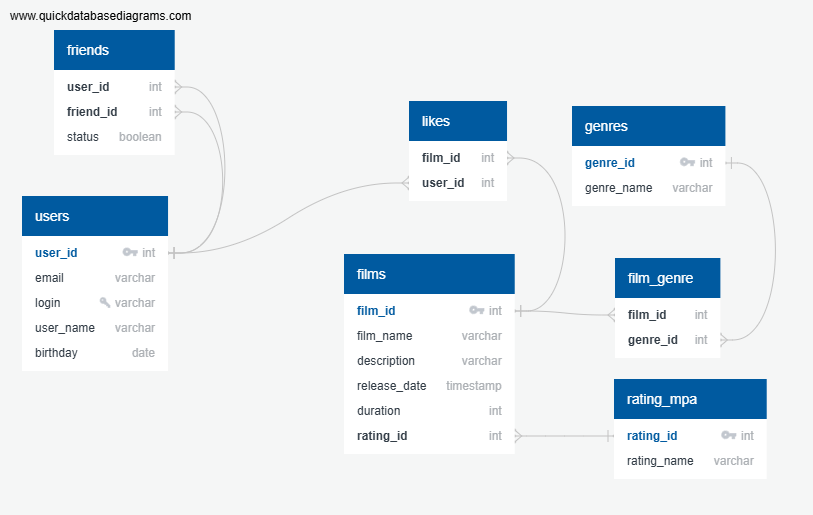 www.quickdatabasediagrams.com
friends
user_id int
friend_id int
status boolean
users
user_id int
email varchar
login varchar
user_name varchar
birthday date
likes
film_id int
user_id int
genres
genre_id int
genre_name varchar
films
film_id int
film_name varchar
description varchar
release_date timestamp
duration int
rating_id int
film_genre
film_id int
genre_id int
rating_mpa
rating_id int
rating_name varchar